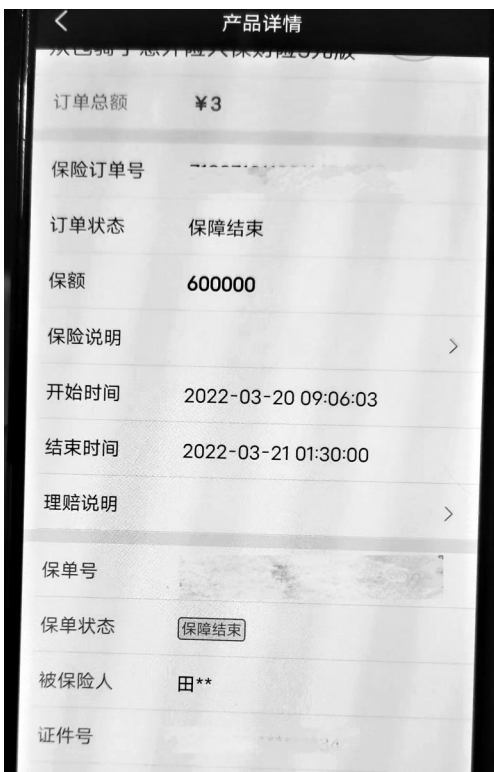 产品详情
订单总额 ¥3
保险订单号
订单状态 保障结束
保额 600000
保险说明
开始时间 2022-03-20 09:06:03
结束时间 2022-03-21 01:30:00
理赔说明
保单号
保单状态 保障结束
被保险人 田**
证件号